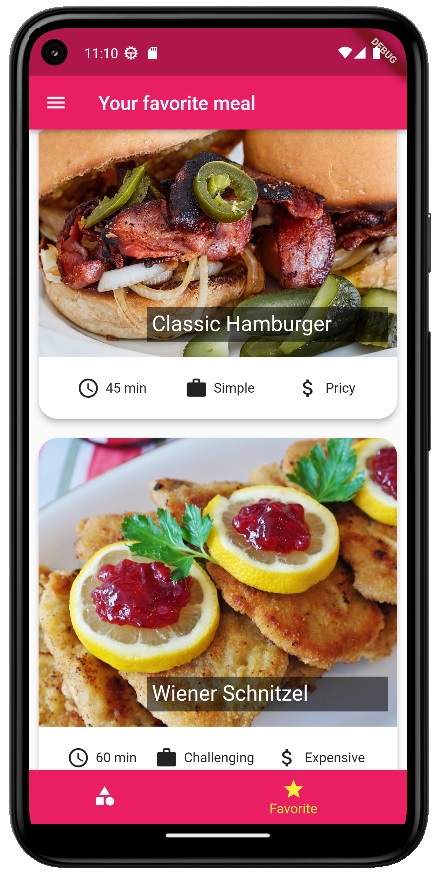 11:10
DEBUG
Your favorite meal
Classic Hamburger
45 min Simple Pricy
Wiener Schnitzel
60 min Challenging Expensive
Favorite